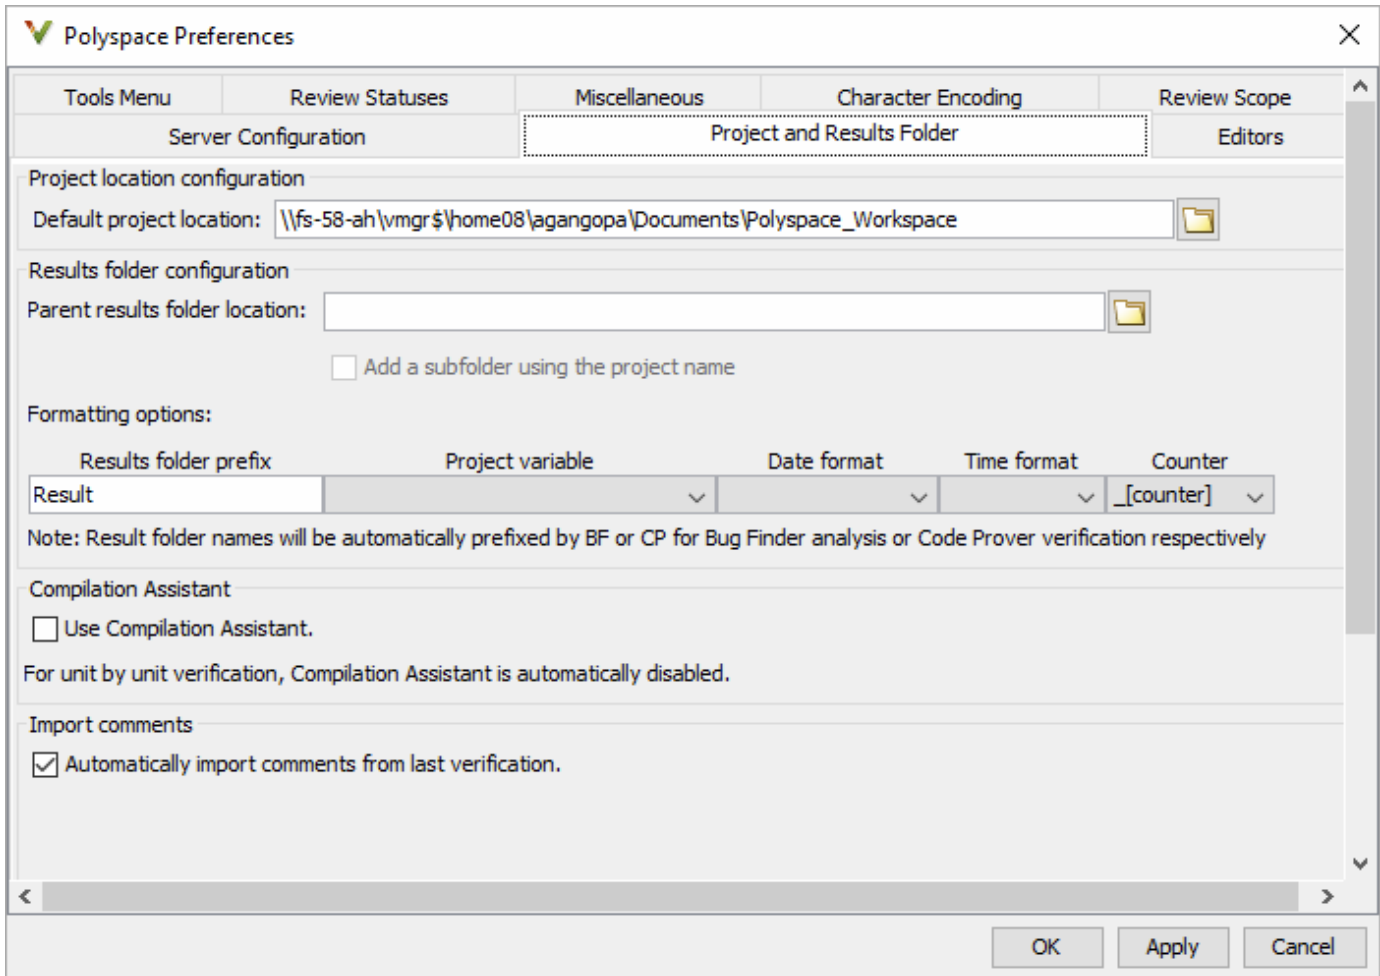 Polyspace Preferences
Tools Menu Review Statuses Miscellaneous Character Encoding Review Scope
Server Configuration Project and Results Folder Editors
Project location configuration
Default project location: \\fs-58-ah\vmgr$\home08\agangopa\Documents\Polyspace_Workspace
Results folder configuration
Parent results folder location:
Add a subfolder using the project name
Formatting options:
Results folder prefix Project variable Date format Time format Counter
Result _[counter]
Note: Result folder names will be automatically prefixed by BF or CP for Bug Finder analysis or Code Prover verification respectively
Compilation Assistant
Use Compilation Assistant.
For unit by unit verification, Compilation Assistant is automatically disabled.
Import comments
Automatically import comments from last verification.
OK Apply Cancel